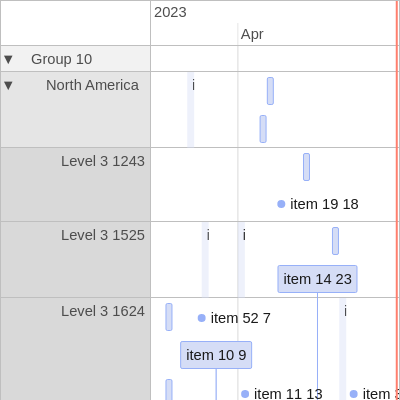 2023
Apr
Group 10
North America
i
Level 3 1243
item 19 18
Level 3 1525
i
i
item 14 23
Level 3 1624
i
item 52 7
item 10 9
item 11 13
item